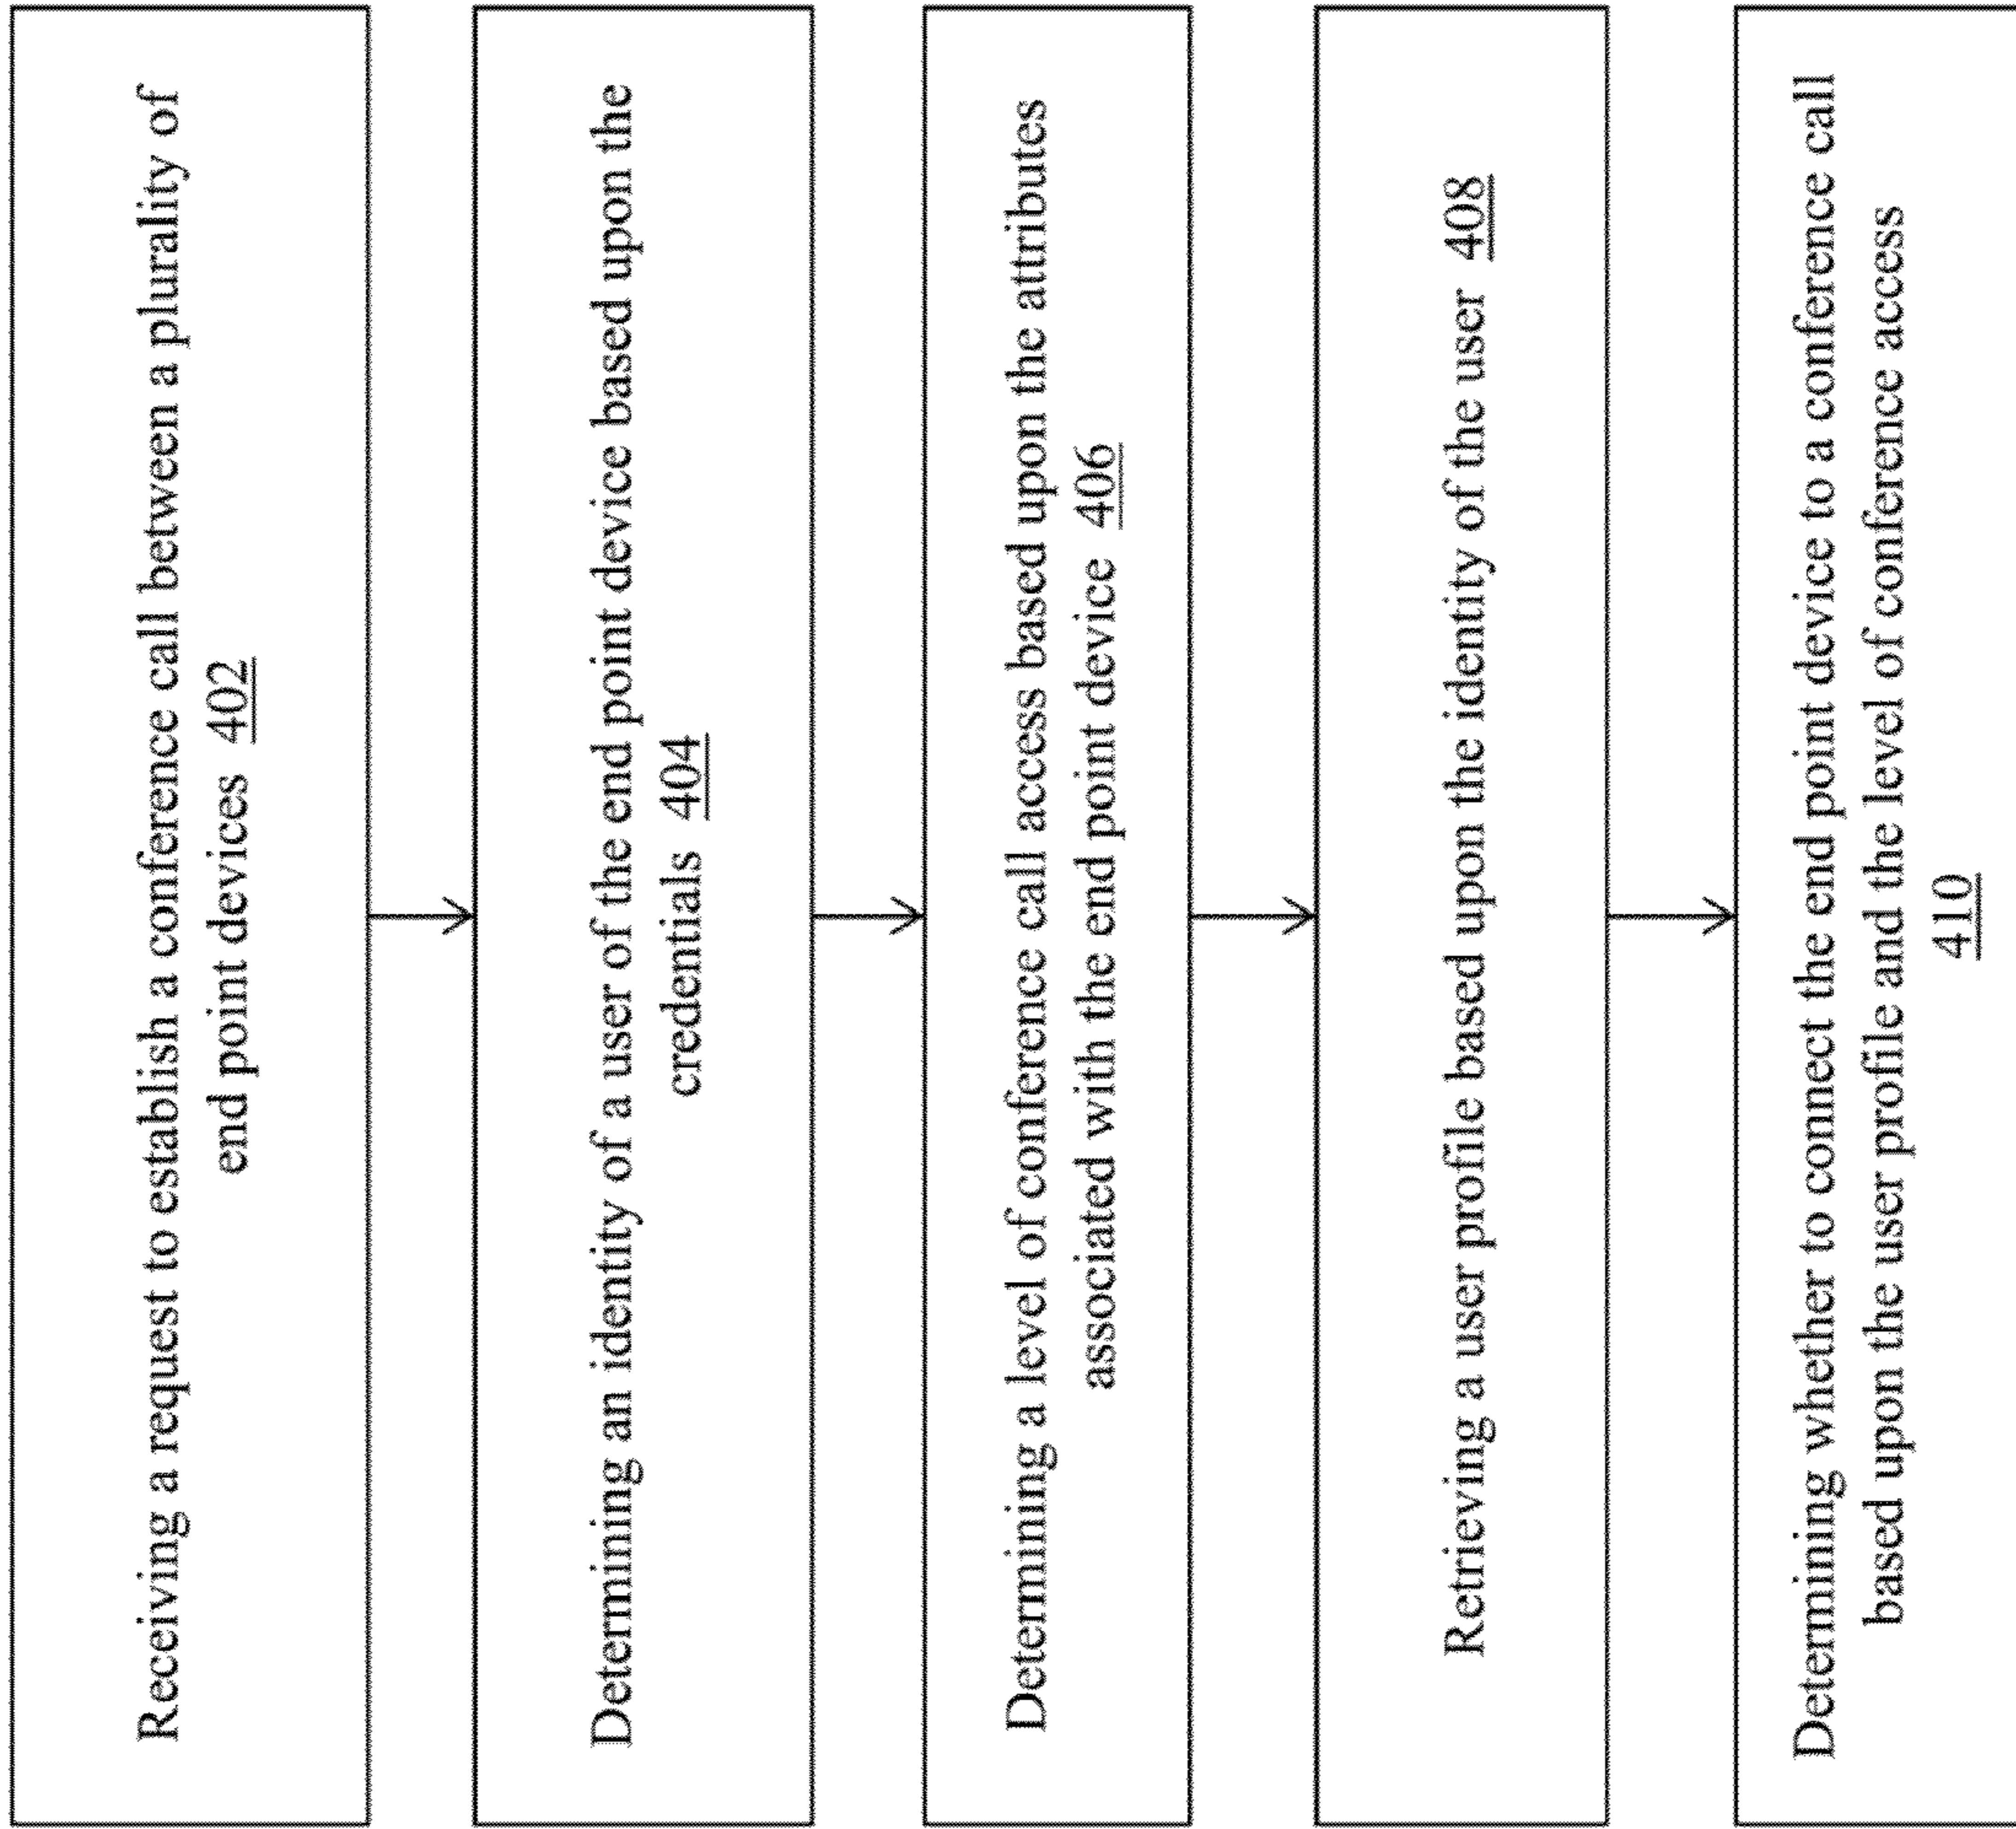 Receiving a request to establish a conference call between a plurality of
end point devices 402
Determining an identity of a user of the end point device based upon the
credentials 404
Determining a level of conference call access based upon the attributes
associated with the end point device 406
Retrieving a user profile based upon the identity of the user 408
Determining whether to connect the end point device to a conference call
based upon the user profile and the level of conference access
410